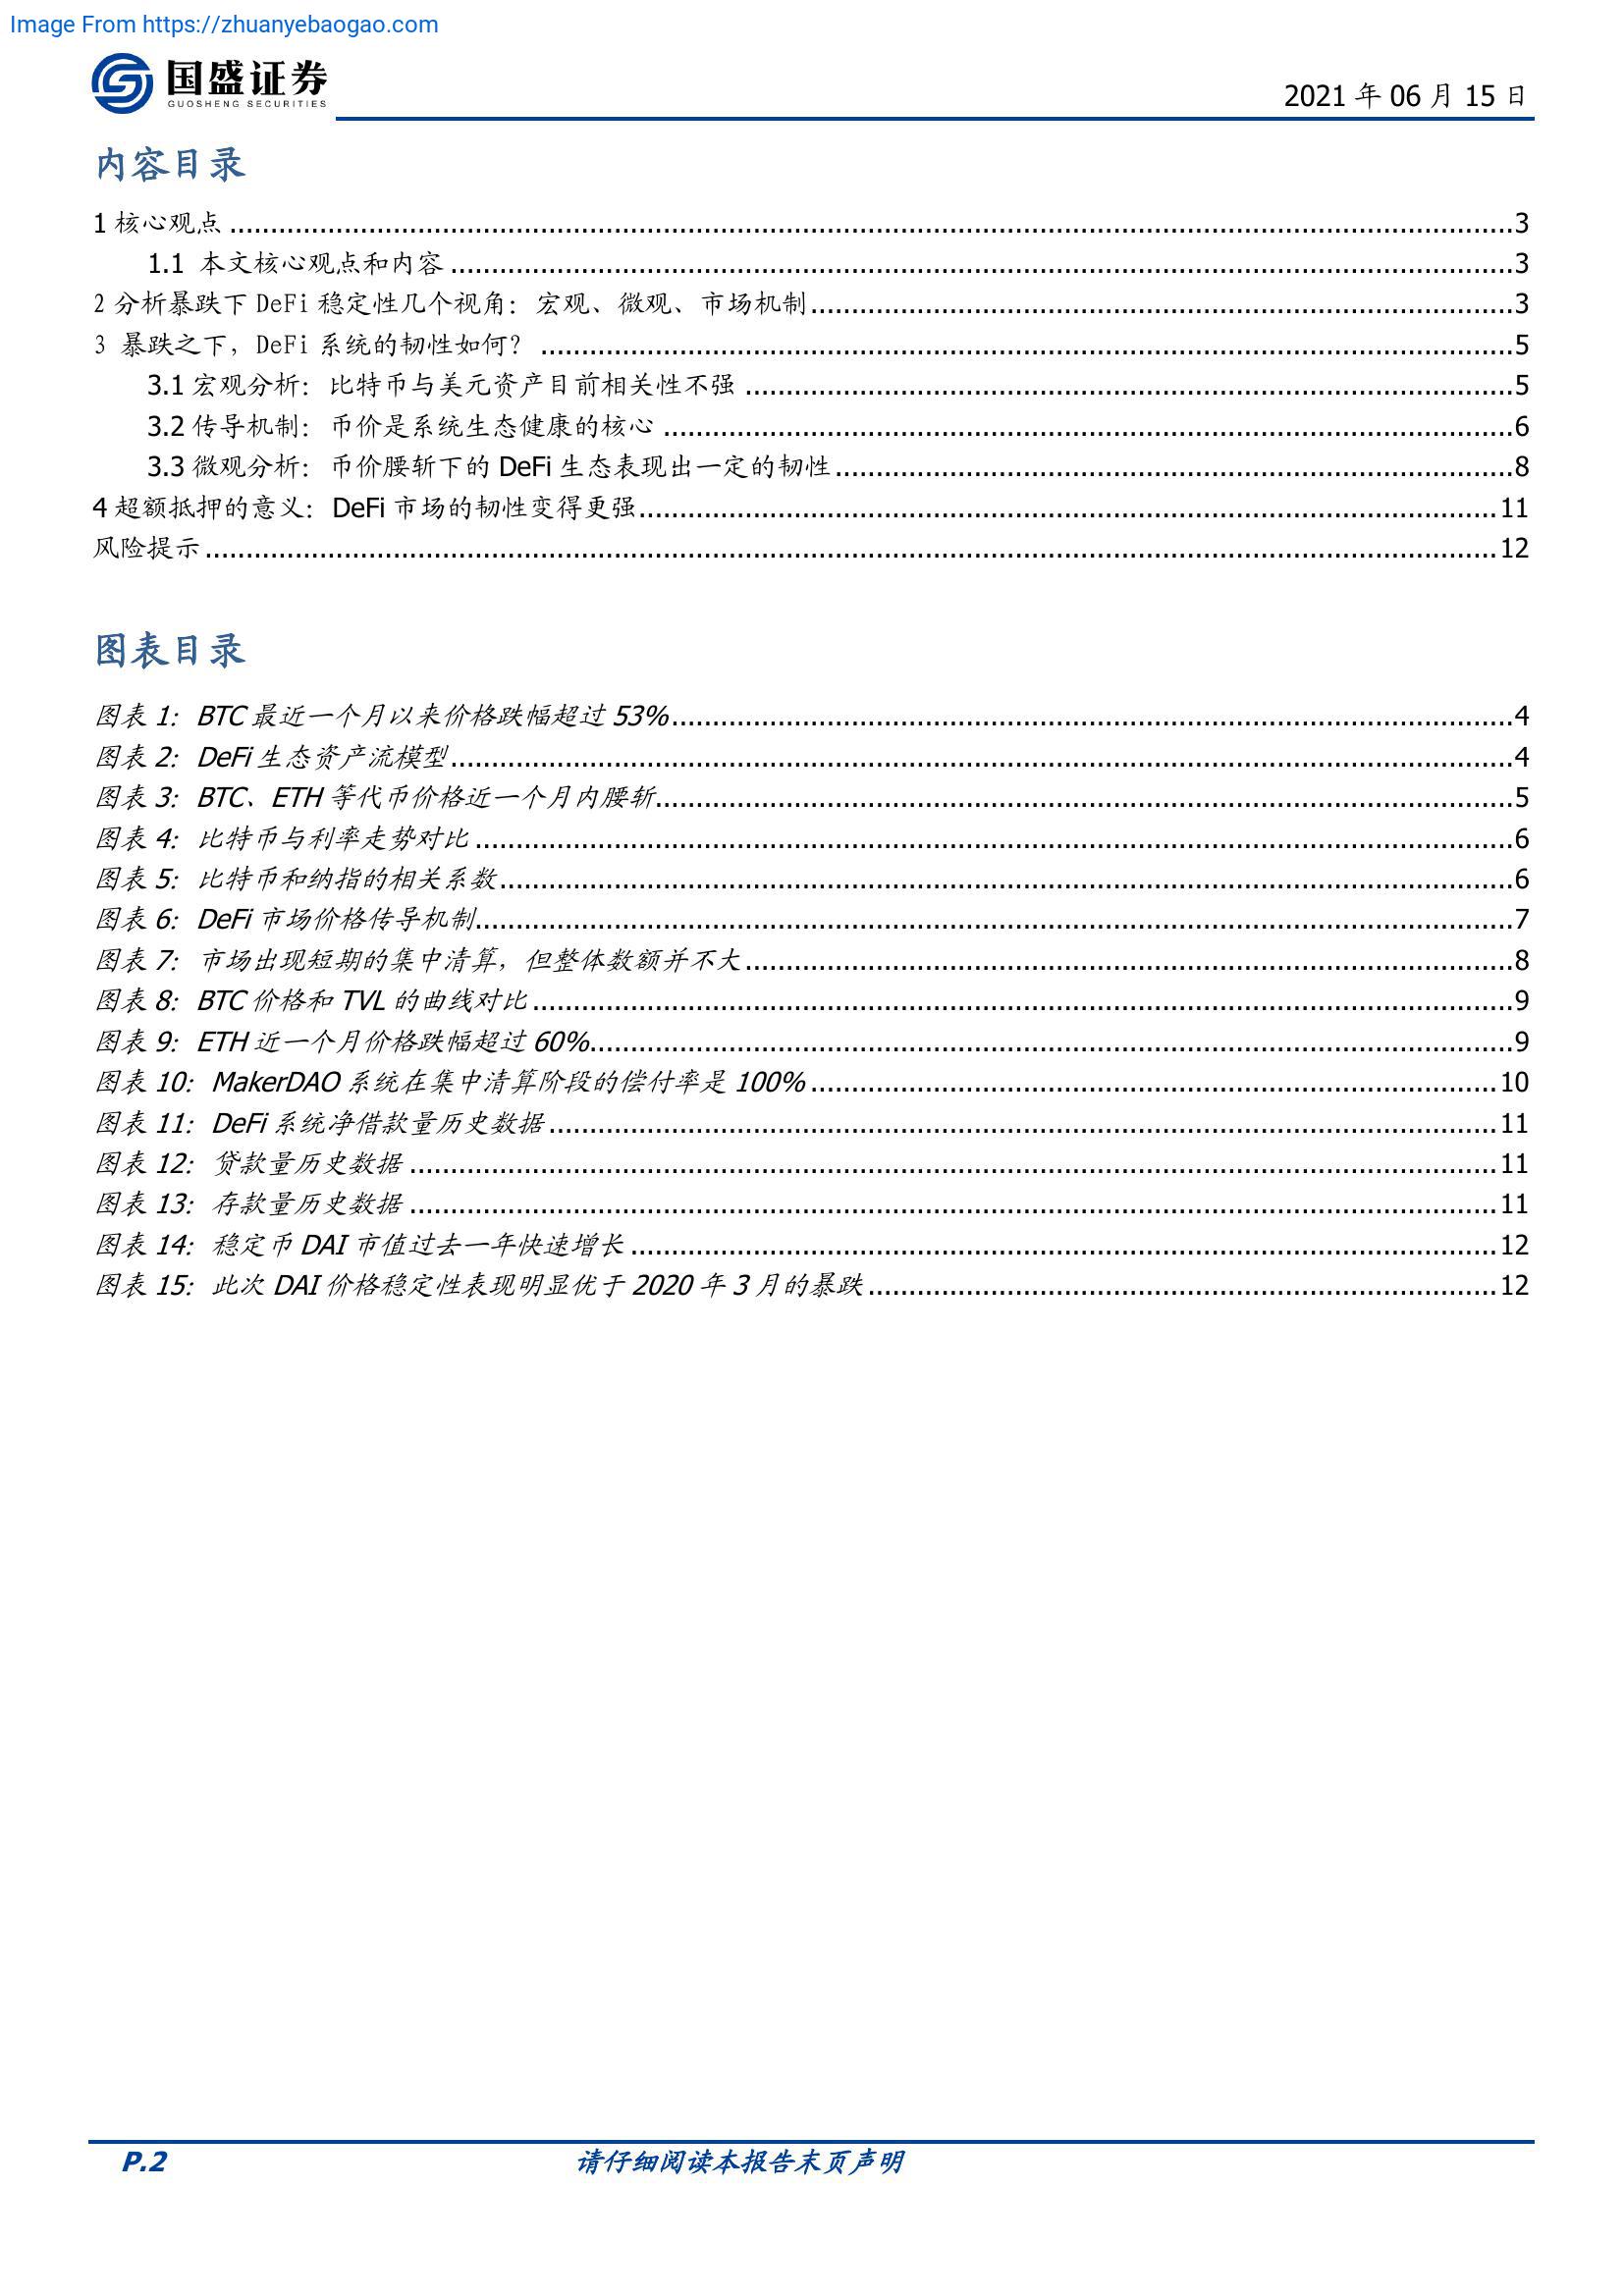 Image From https://zhuanyebaogao.com
国盛证券
GUOSHENG SECURITIES
2021 年 06 月 15 日
内容目录
1 核心观点 ........ 3
1.1 本文核心观点和内容 ........ 3
2 分析暴跌下 DeFi 稳定性几个视角：宏观、微观、市场机制 ........ 3
3 暴跌之下，DeFi 系统的韧性如何？ ........ 5
3.1 宏观分析：比特币与美元资产目前相关性不强 ........ 5
3.2 传导机制：币价是系统生态健康的核心 ........ 6
3.3 微观分析：币价腰斩下的 DeFi 生态表现出一定的韧性 ........ 8
4 超额抵押的意义：DeFi 市场的韧性变得更强 ........ 11
风险提示 ........ 12
图表目录
图表 1：BTC 最近一个月以来价格跌幅超过 53% ........ 4
图表 2：DeFi 生态资产流模型 ........ 4
图表 3：BTC、ETH 等代币价格近一个月内腰斩 ........ 5
图表 4：比特币与利率走势对比 ........ 6
图表 5：比特币和纳指的相关系数 ........ 6
图表 6：DeFi 市场价格传导机制 ........ 7
图表 7：市场出现短期的集中清算，但整体数额并不大 ........ 8
图表 8：BTC 价格和 TVL 的曲线对比 ........ 9
图表 9：ETH 近一个月价格跌幅超过 60% ........ 9
图表 10：MakerDAO 系统在集中清算阶段的偿付率是 100% ........ 10
图表 11：DeFi 系统净借款量历史数据 ........ 11
图表 12：贷款量历史数据 ........ 11
图表 13：存款量历史数据 ........ 11
图表 14：稳定币 DAI 市值过去一年快速增长 ........ 12
图表 15：此次 DAI 价格稳定性表现明显优于 2020 年 3 月的暴跌 ........ 12
P.2
请仔细阅读本报告末页声明